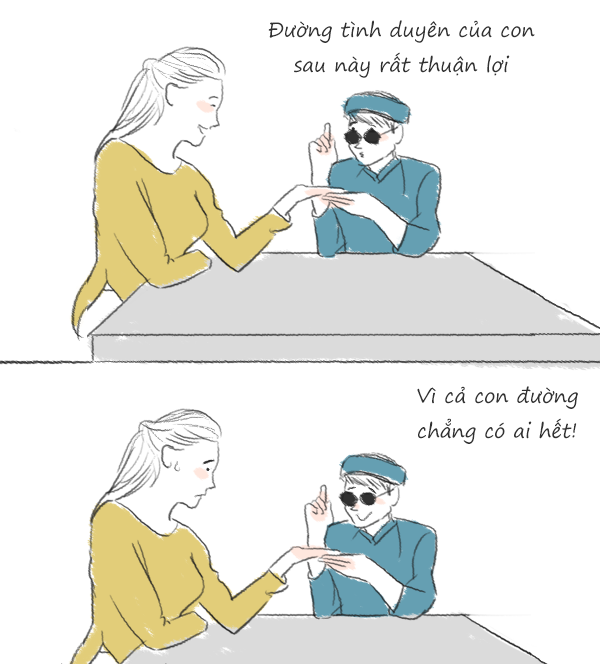 Đường tình duyên của con
sau này rất thuận lợi
Vì cả con đường
chẳng có ai hết!